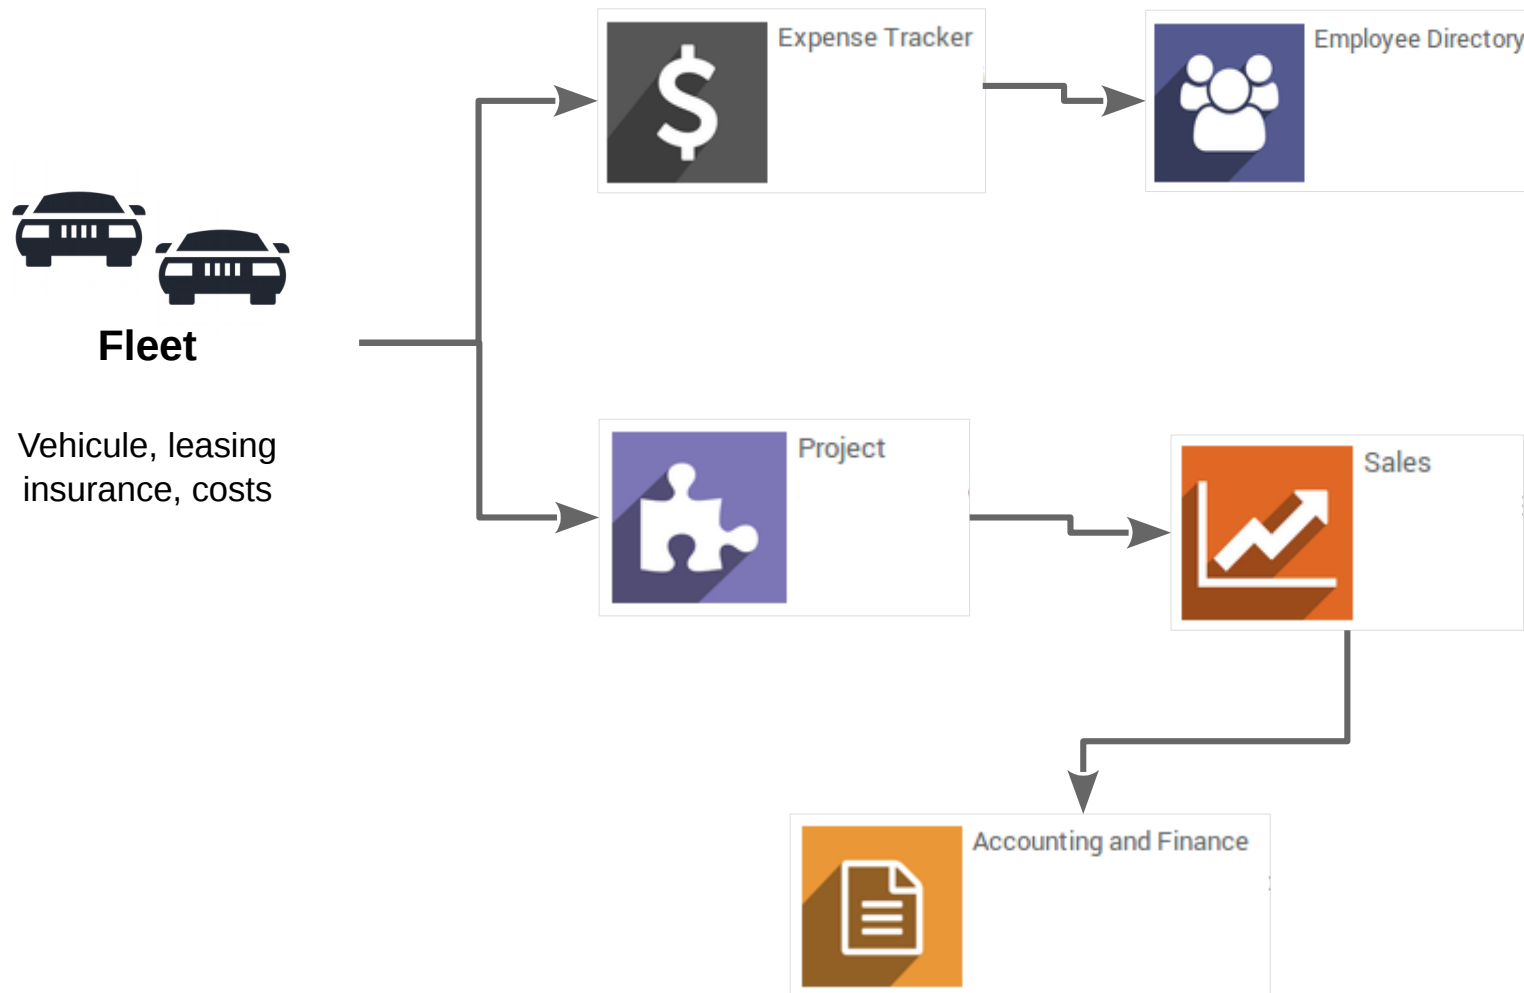 Expense Tracker
Employee Directory
Fleet
Vehicule, leasing
insurance, costs
Project
Sales
Accounting and Finance